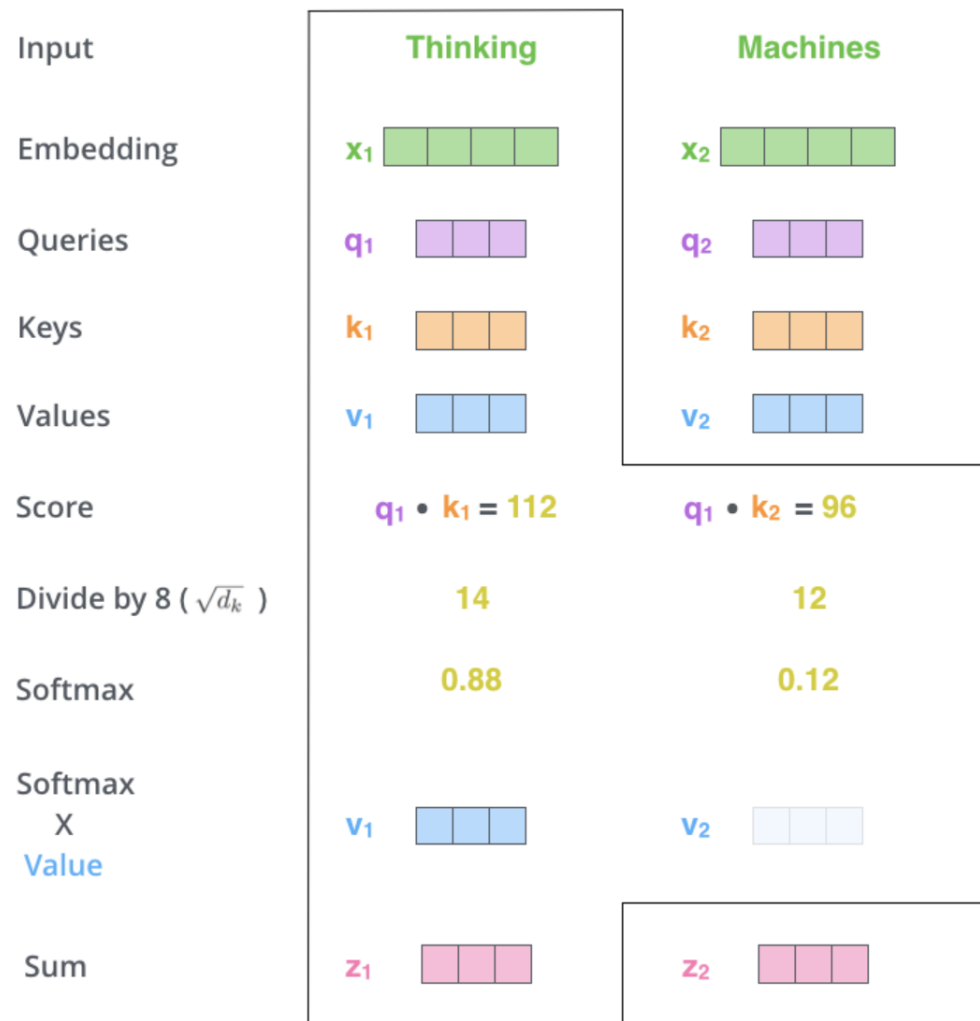 Input Thinking Machines
Embedding x₁ x₂
Queries q₁ q₂
Keys k₁ k₂
Values v₁ v₂
Score q₁ • k₁ = 112 q₁ • k₂ = 96
Divide by 8 ( √dₖ ) 14 12
Softmax 0.88 0.12
Softmax
X v₁ v₂
Value
Sum z₁ z₂